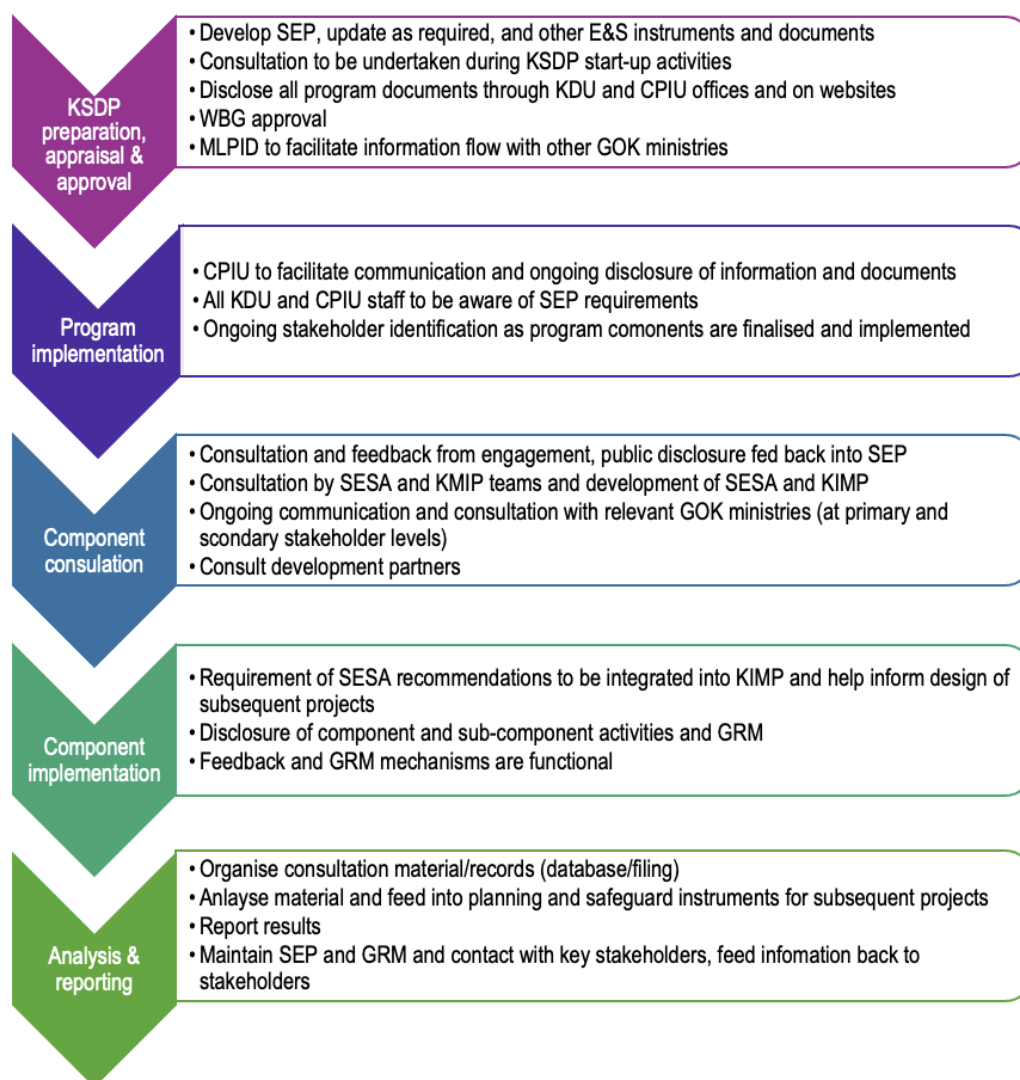 KSDP
preparation,
appraisal &
approval
• Develop SEP, update as required, and other E&S instruments and documents
• Consultation to be undertaken during KSDP start-up activities
• Disclose all program documents through KDU and CPIU offices and on websites
• WBG approval
• MLPID to facilitate information flow with other GOK ministries
Program
implementation
• CPIU to facilitate communication and ongoing disclosure of information and documents
• All KDU and CPIU staff to be aware of SEP requirements
• Ongoing stakeholder identification as program comonents are finalised and implemented
Component
consulation
• Consultation and feedback from engagement, public disclosure fed back into SEP
• Consultation by SESA and KMIP teams and development of SESA and KIMP
• Ongoing communication and consultation with relevant GOK ministries (at primary and
scondary stakeholder levels)
• Consult development partners
Component
implementation
• Requirement of SESA recommendations to be integrated into KIMP and help inform design of
subsequent projects
• Disclosure of component and sub-component activities and GRM
• Feedback and GRM mechanisms are functional
Analysis &
reporting
• Organise consultation material/records (database/filing)
• Anlayse material and feed into planning and safeguard instruments for subsequent projects
• Report results
• Maintain SEP and GRM and contact with key stakeholders, feed infomation back to
stakeholders